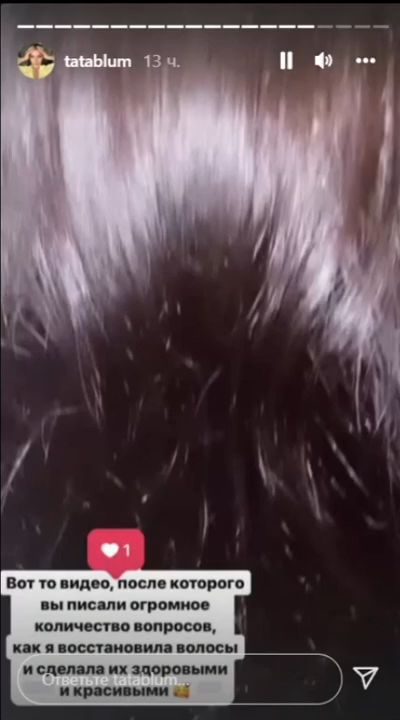 tatablum 13 ч.
1
Вот то видео, после которого
вы писали огромное
количество вопросов,
как я восстановила волосы
и сделала их здоровыми
Ответьте tatablum...
и красивыми 🥰